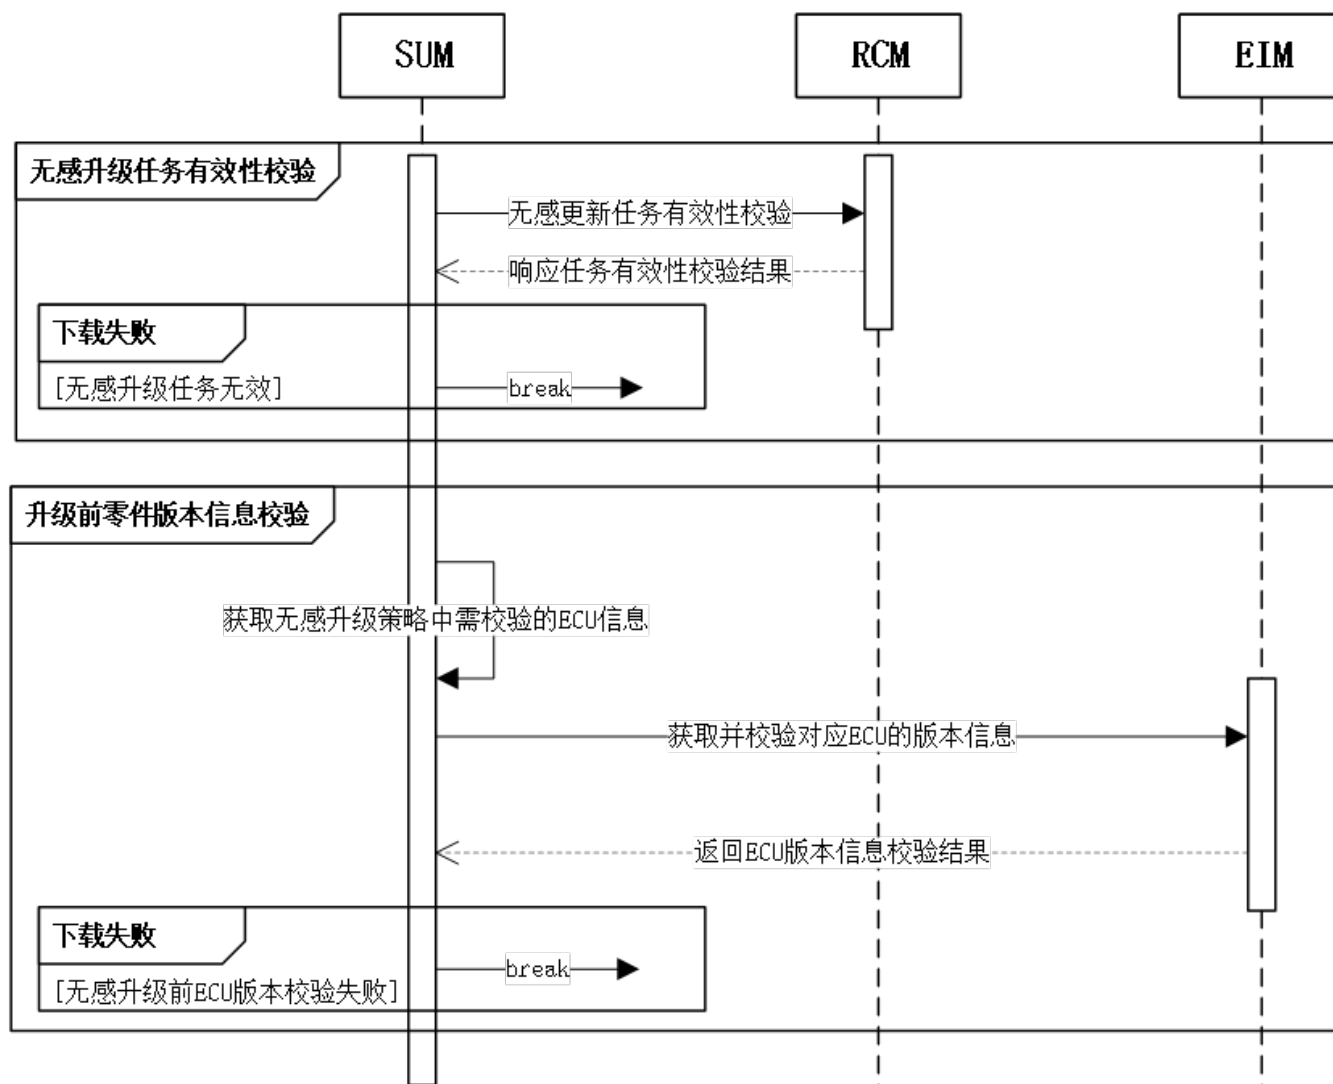 SUM
RCM
EIM
无感升级任务有效性校验
无感更新任务有效性校验
响应任务有效性校验结果
下载失败
[无感升级任务无效]
break
升级前零件版本信息校验
获取无感升级策略中需校验的ECU信息
获取并校验对应ECU的版本信息
返回ECU版本信息校验结果
下载失败
break
[无感升级前ECU版本校验失败]